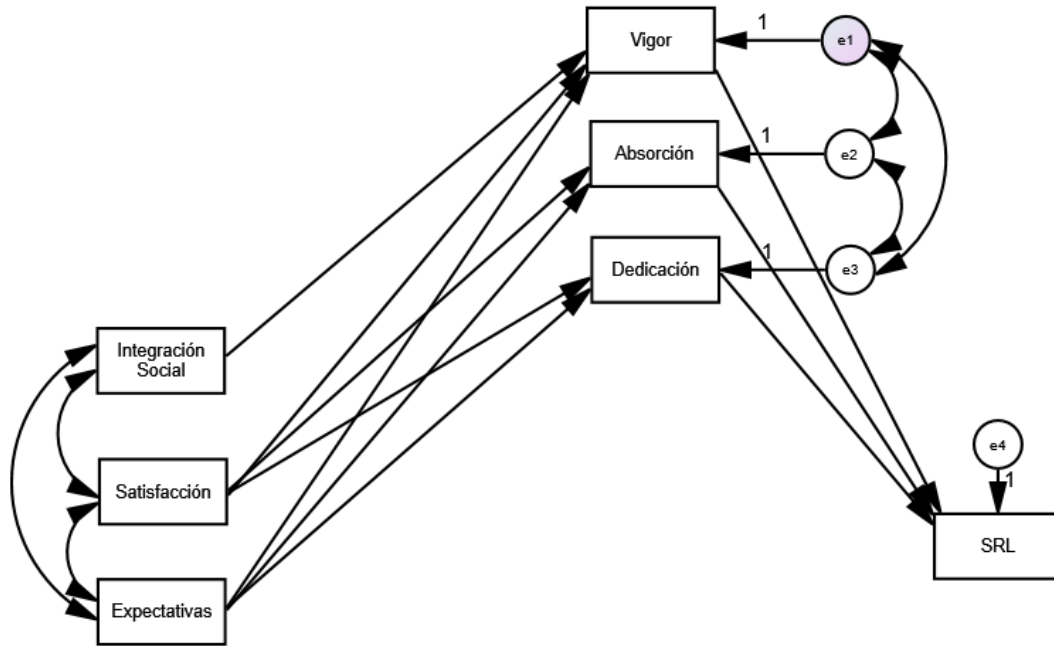 1
Vigor
e1
1
Absorción
e2
1
Dedicación
e3
Integración
Social
e4
1
Satisfacción
SRL
Expectativas